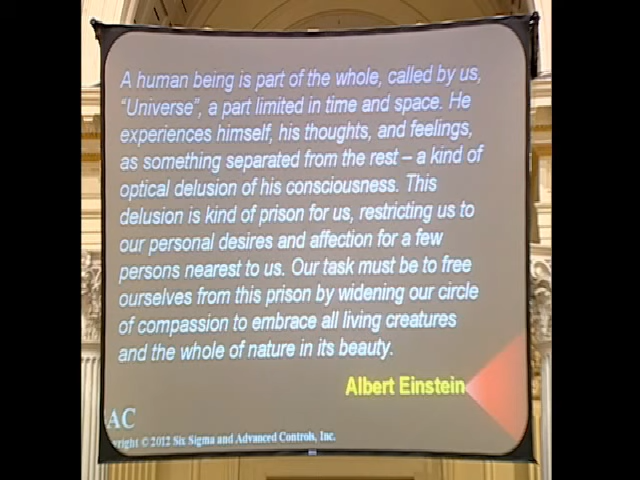 A human being is part of the whole, called by us,
"Universe", a part limited in time and space. He
experiences himself, his thoughts, and feelings,
as something separated from the rest – a kind of
optical delusion of his consciousness. This
delusion is kind of prison for us, restricting us to
our personal desires and affection for a few
persons nearest to us. Our task must be to free
ourselves from this prison by widening our circle
of compassion to embrace all living creatures
and the whole of nature in its beauty.
Albert Einstein
AC
yright © 2012 Six Sigma and Advanced Controls, Inc.